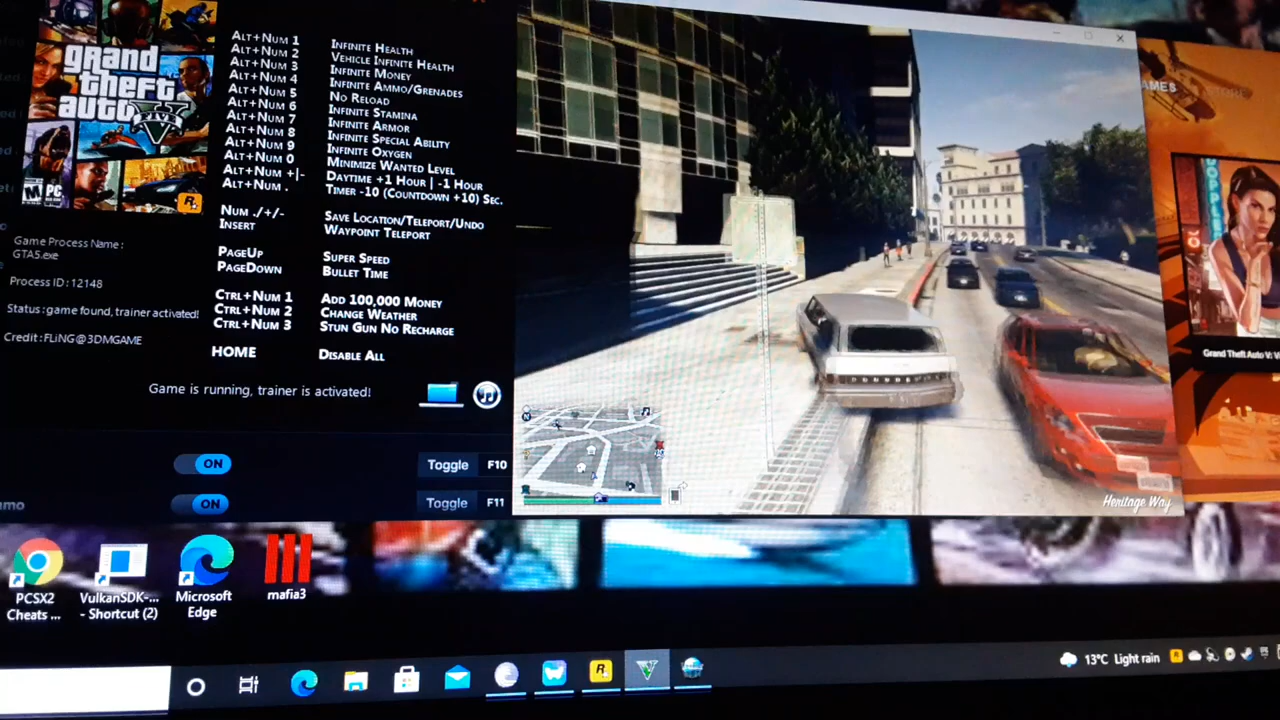 grand
theft
auto
FIVE
M
PC
R
Alt+Num 1 Infinite Health
Alt+Num 2 Vehicle Infinite Health
Alt+Num 3 Infinite Money
Alt+Num 4 Infinite Ammo/Grenades
Alt+Num 5 No Reload
Alt+Num 6 Infinite Stamina
Alt+Num 7 Infinite Armor
Alt+Num 8 Infinite Special Ability
Alt+Num 9 Infinite Oxygen
Alt+Num 0 Minimize Wanted Level
Alt+Num +|- Daytime +1 Hour | -1 Hour
Alt+Num . Timer -10 (Countdown +10) Sec.
Num ./+/- Save Location/Teleport/Undo
Insert Waypoint Teleport
PageUp Super Speed
PageDown Bullet Time
Ctrl+Num 1 Add 100,000 Money
Ctrl+Num 2 Change Weather
Ctrl+Num 3 Stun Gun No Recharge
HOME Disable All
Game Process Name :
GTA5.exe
Process ID : 12148
Status : game found, trainer activated!
Credit : FLiNG@3DMGAME
Game is running, trainer is activated!
ON Toggle F10
mo ON Toggle F11
Heritage Way
AMES STORE
Grand Theft Auto V:
PCSX2
Cheats ...
VulkanSDK-...
- Shortcut (2)
Microsoft
Edge
mafia3
13°C Light rain